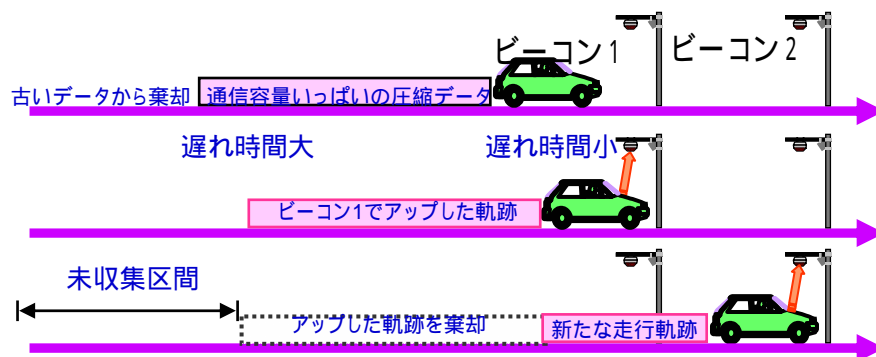 ビーコン1 ビーコン2
古いデータから棄却 通信容量いっぱいの圧縮データ
遅れ時間大 遅れ時間小
ビーコン1でアップした軌跡
未収集区間
アップした軌跡を棄却 新たな走行軌跡